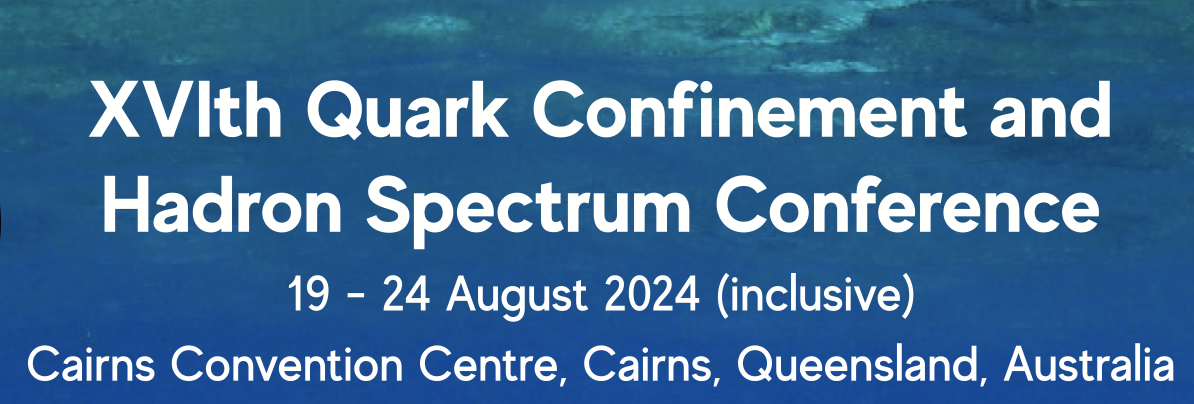 XVIth Quark Confinement and
Hadron Spectrum Conference
19 – 24 August 2024 (inclusive)
Cairns Convention Centre, Cairns, Queensland, Australia